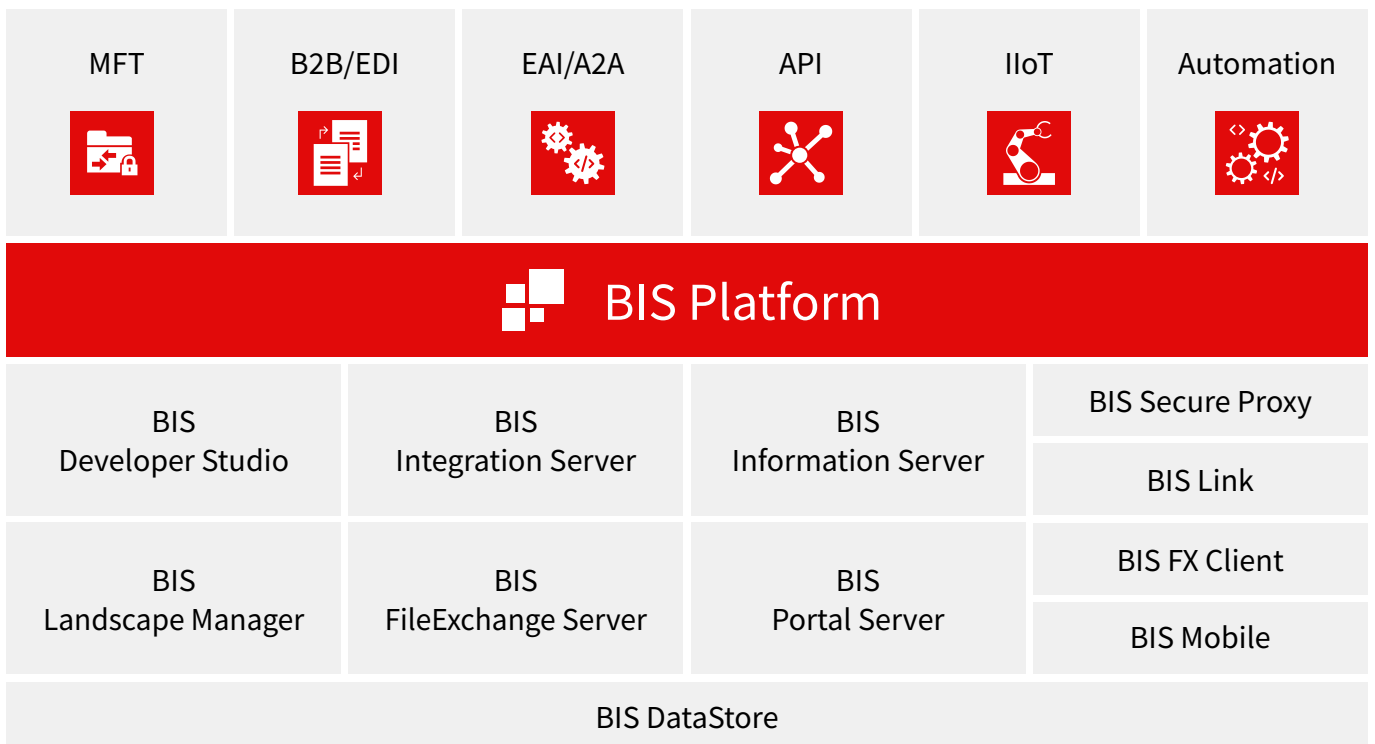 MFT
B2B/EDI
EAI/A2A
API
IIoT
Automation
BIS Platform
BIS
Developer Studio
BIS
Integration Server
BIS
Information Server
BIS Secure Proxy
BIS Link
BIS
Landscape Manager
BIS
FileExchange Server
BIS
Portal Server
BIS FX Client
BIS Mobile
BIS DataStore